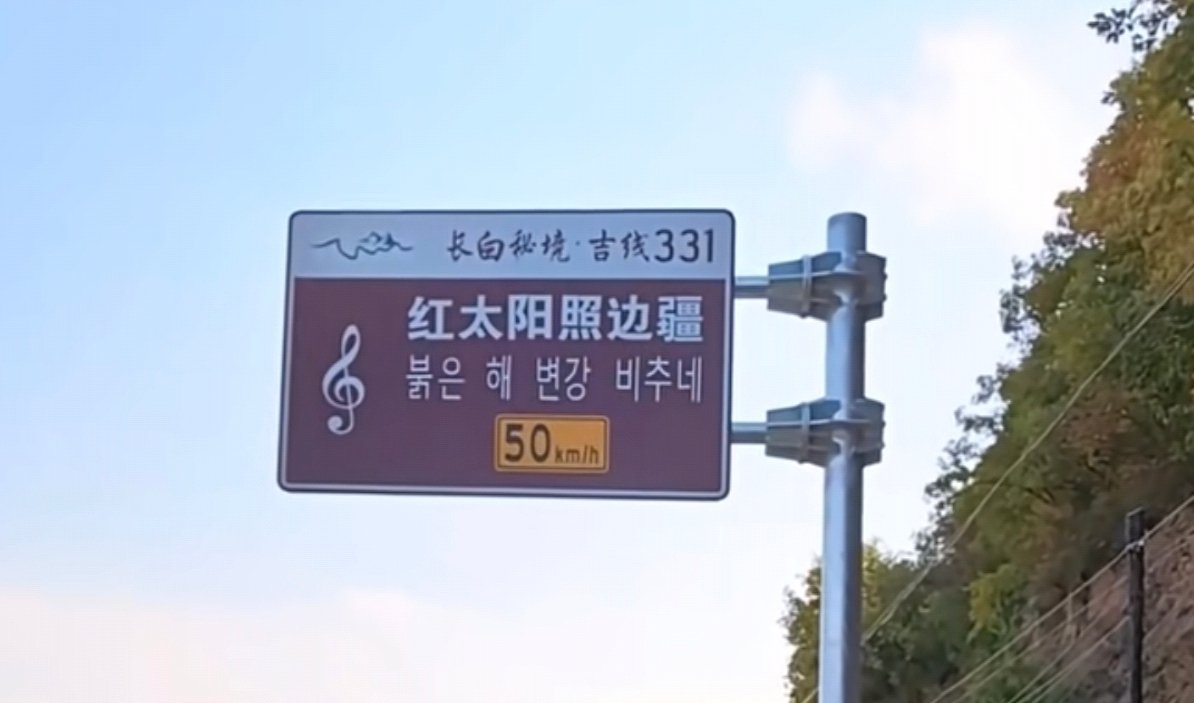 长白秘境·吉线331
红太阳照边疆
붉은 해 변강 비추네
50km/h